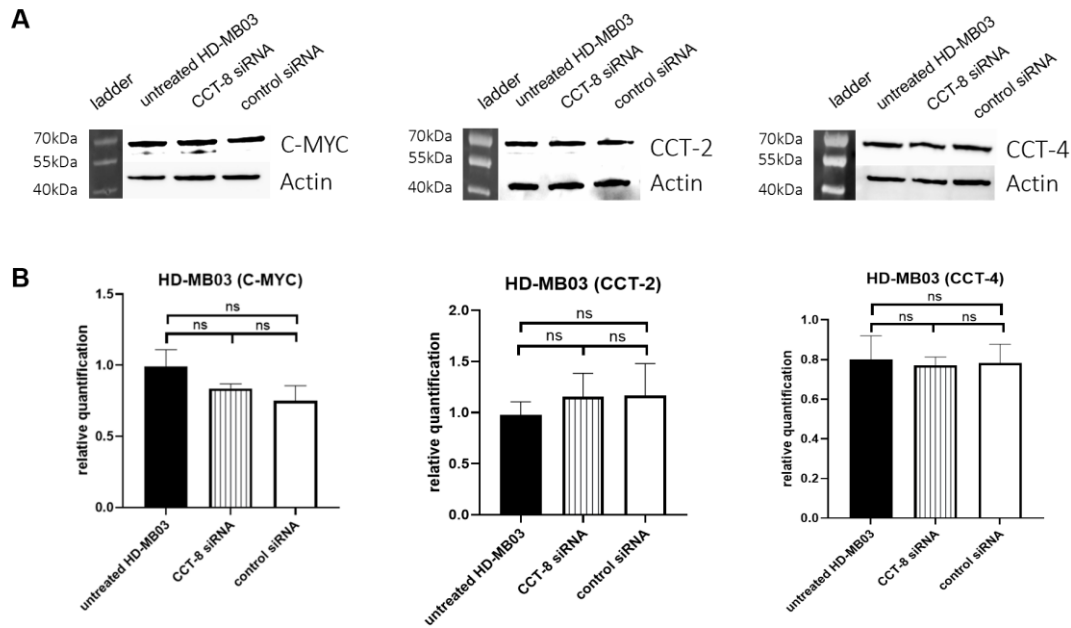 A
ladder
untreated HD-MB03
CCT-8 siRNA
control siRNA
70kDa
55kDa
40kDa
C-MYC
Actin
ladder
untreated HD-MB03
CCT-8 siRNA
control siRNA
70kDa
55kDa
40kDa
CCT-2
Actin
ladder
untreated HD-MB03
CCT-8 siRNA
control siRNA
70kDa
55kDa
40kDa
CCT-4
Actin
B
HD-MB03 (C-MYC)
relative quantification
1.5
1.0
0.5
0.0
ns
ns
ns
untreated HD-MB03
CCT-8 siRNA
control siRNA
HD-MB03 (CCT-2)
relative quantification
2.0
1.5
1.0
0.5
0.0
ns
ns
ns
untreated HD-MB03
CCT-8 siRNA
control siRNA
HD-MB03 (CCT-4)
relative quantification
1.0
0.8
0.6
0.4
0.2
0.0
ns
ns
ns
untreated HD-MB03
CCT-8 siRNA
control siRNA